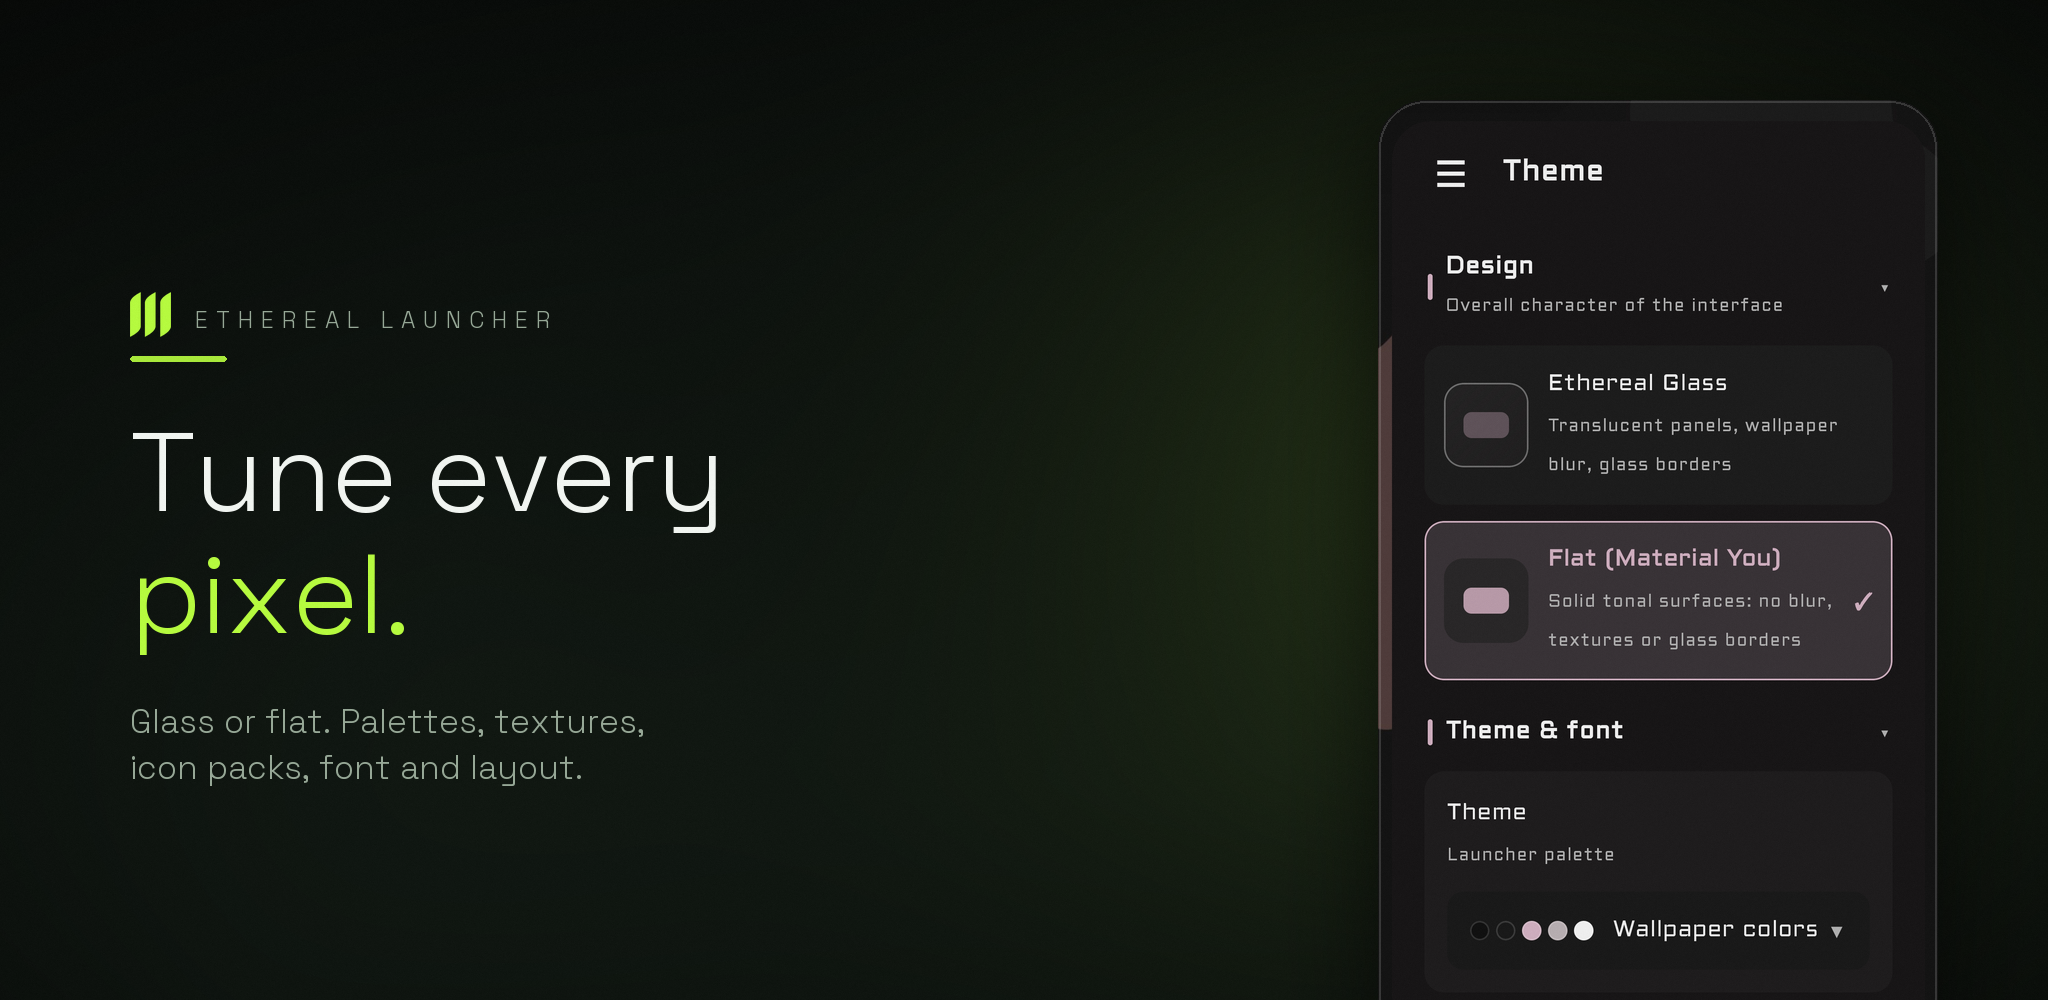 ETHEREAL LAUNCHER
Tune every
pixel.
Glass or flat. Palettes, textures,
icon packs, font and layout.
Theme
Design
Overall character of the interface
Ethereal Glass
Translucent panels, wallpaper
blur, glass borders
Flat (Material You)
Solid tonal surfaces: no blur,
textures or glass borders
Theme & font
Theme
Launcher palette
Wallpaper colors